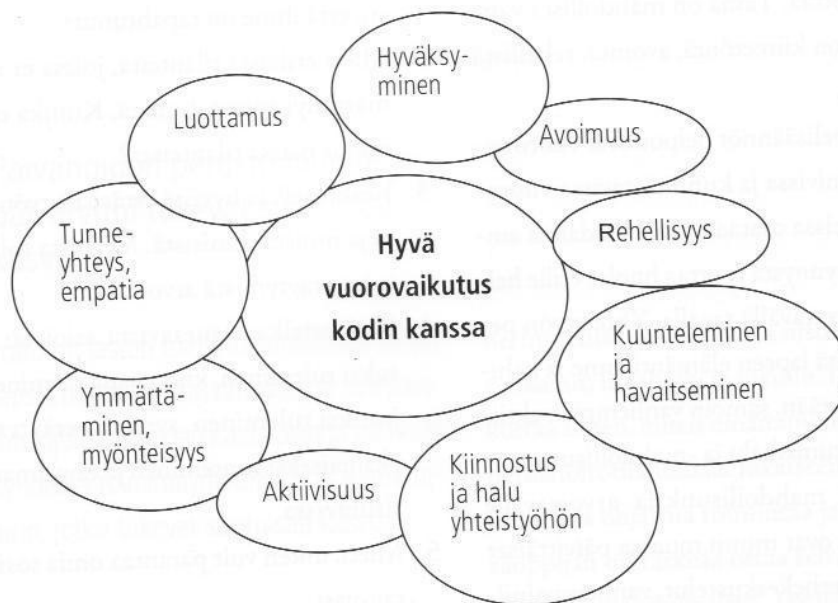 Hyväksy-
minen
Luottamus
Avoimuus
Tunne-
yhteys,
empatia
Hyvä
vuorovaikutus
kodin kanssa
Rehellisyys
Kuunteleminen
ja
havaitseminen
Ymmärtä-
minen,
myönteisyys
Aktiivisuus
Kiinnostus
ja halu
yhteistyöhön